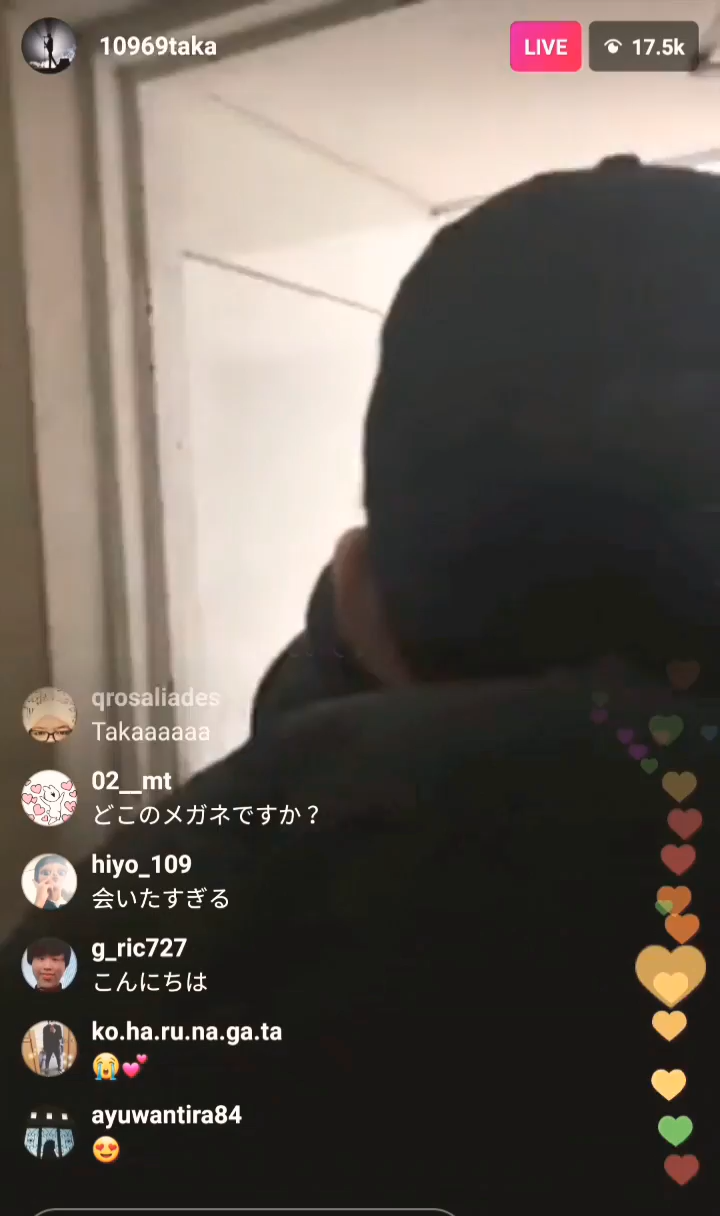 10969taka
LIVE 17.5k
qrosaliades
Takaaaaaa
02__mt
どこのメガネですか？
hiyo_109
会いたすぎる
g_ric727
こんにちは
ko.ha.ru.na.ga.ta
😭💕
ayuwantira84
😍